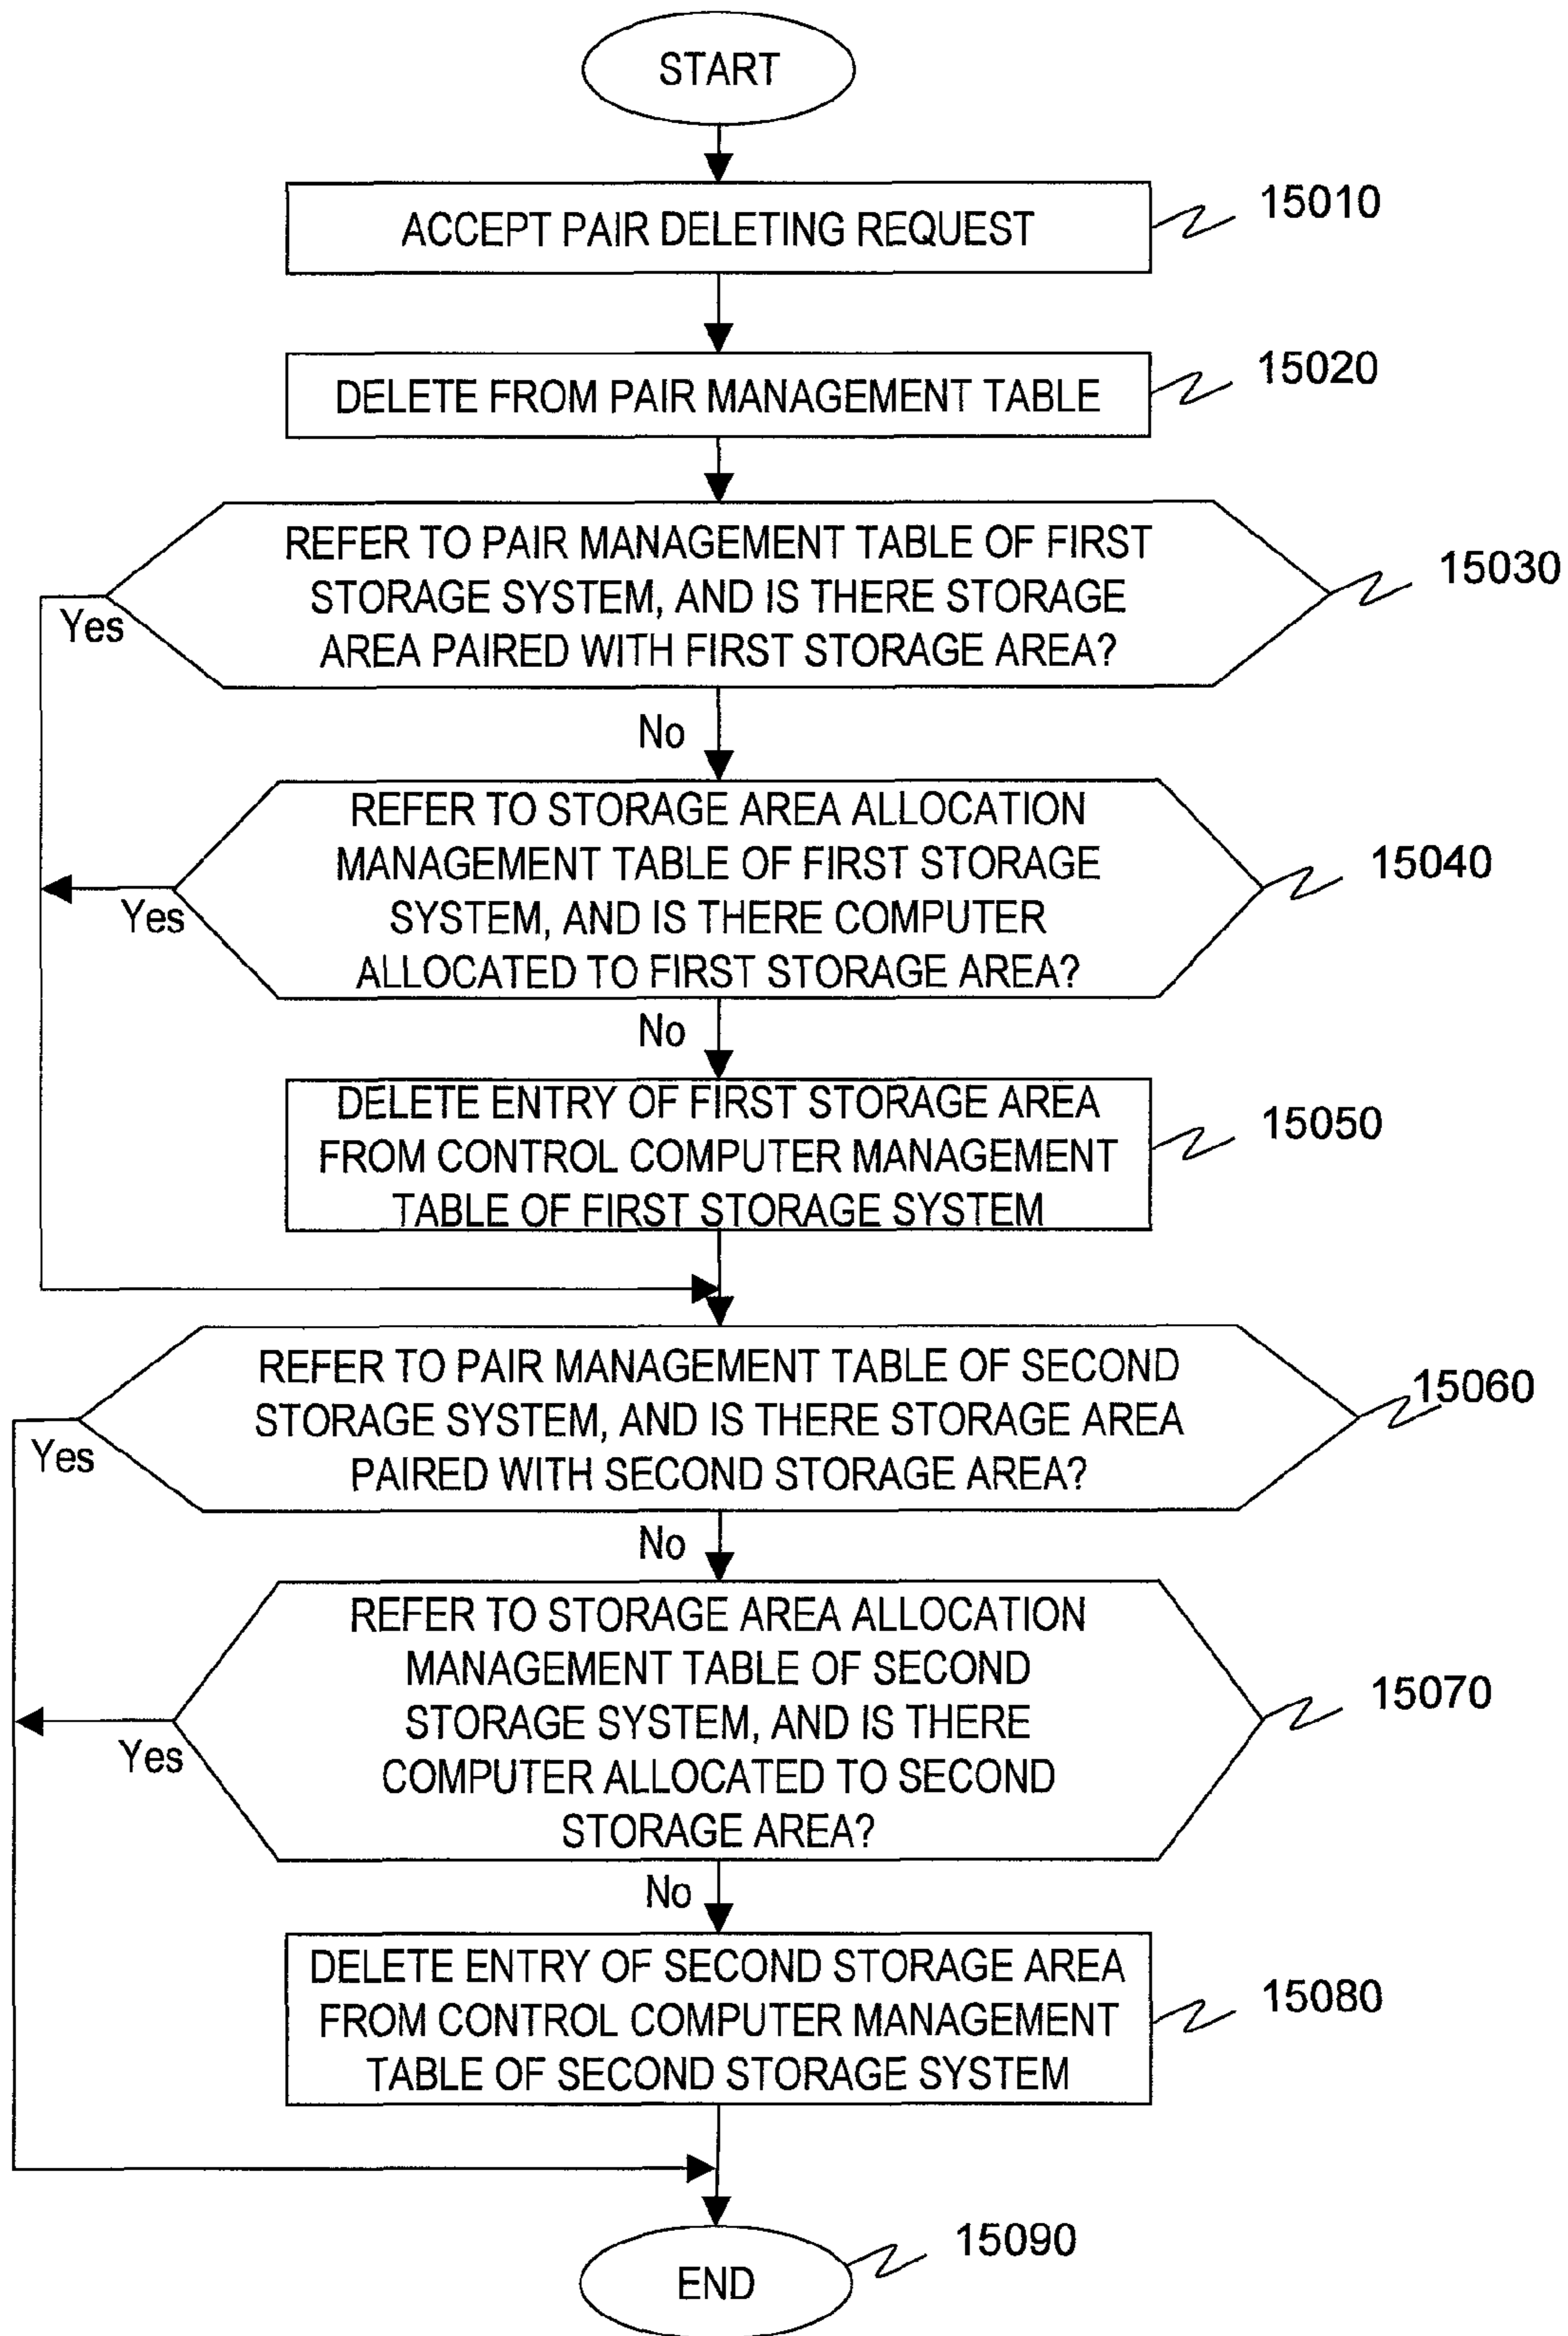 START
ACCEPT PAIR DELETING REQUEST
15010
DELETE FROM PAIR MANAGEMENT TABLE
15020
REFER TO PAIR MANAGEMENT TABLE OF FIRST
STORAGE SYSTEM, AND IS THERE STORAGE
AREA PAIRED WITH FIRST STORAGE AREA?
15030
Yes
No
REFER TO STORAGE AREA ALLOCATION
MANAGEMENT TABLE OF FIRST STORAGE
SYSTEM, AND IS THERE COMPUTER
ALLOCATED TO FIRST STORAGE AREA?
15040
Yes
No
DELETE ENTRY OF FIRST STORAGE AREA
FROM CONTROL COMPUTER MANAGEMENT
TABLE OF FIRST STORAGE SYSTEM
15050
REFER TO PAIR MANAGEMENT TABLE OF SECOND
STORAGE SYSTEM, AND IS THERE STORAGE AREA
PAIRED WITH SECOND STORAGE AREA?
15060
Yes
No
REFER TO STORAGE AREA ALLOCATION
MANAGEMENT TABLE OF SECOND
STORAGE SYSTEM, AND IS THERE
COMPUTER ALLOCATED TO SECOND
STORAGE AREA?
15070
Yes
No
DELETE ENTRY OF SECOND STORAGE AREA
FROM CONTROL COMPUTER MANAGEMENT
TABLE OF SECOND STORAGE SYSTEM
15080
END
15090